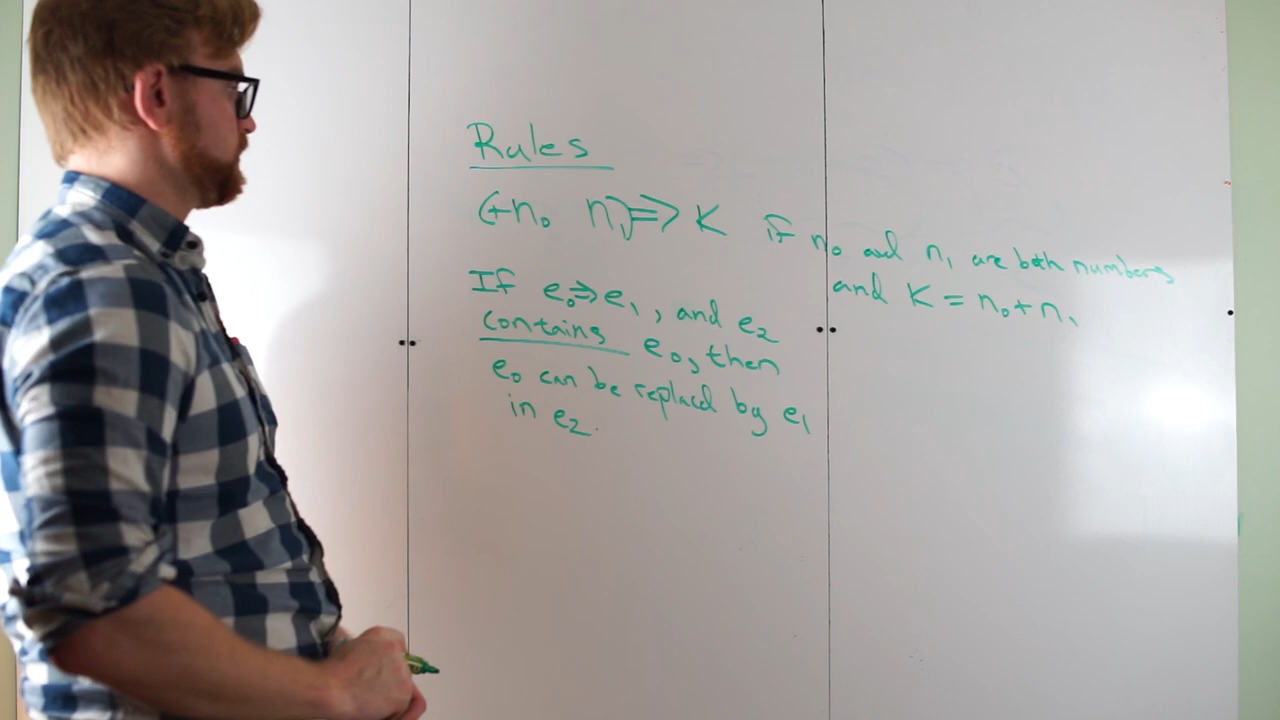 Rules
(+ n₀ n₁) ⇒ K if n₀ and n₁ are both numbers
and K = n₀ + n₁
If e₀ ⇒ e₁, and e₂
contains e₀, then
e₀ can be replacd by e₁
in e₂.